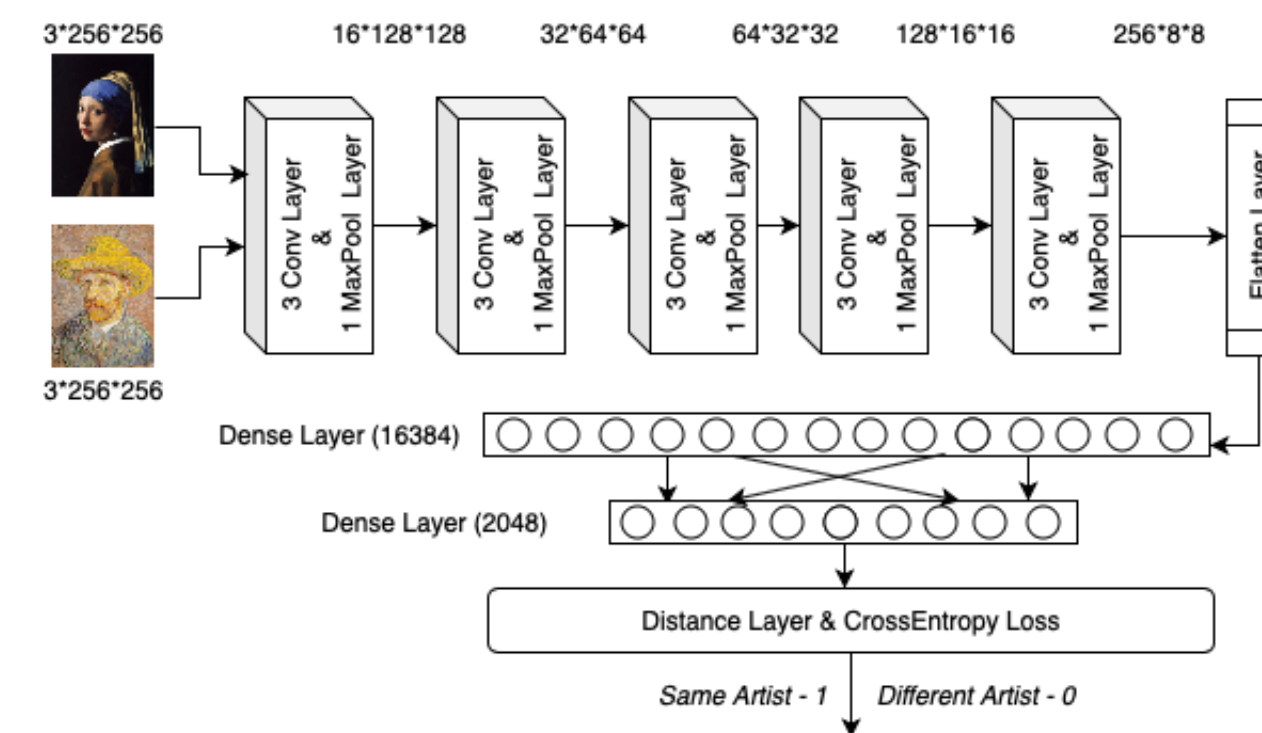 3*256*256
16*128*128
32*64*64
64*32*32
128*16*16
256*8*8
3 Conv Layer
&
1 MaxPool Layer
3 Conv Layer
&
1 MaxPool Layer
3 Conv Layer
&
1 MaxPool Layer
3 Conv Layer
&
1 MaxPool Layer
3 Conv Layer
&
1 MaxPool Layer
Flatten Layer
3*256*256
Dense Layer (16384)
Dense Layer (2048)
Distance Layer & CrossEntropy Loss
Same Artist - 1
Different Artist - 0